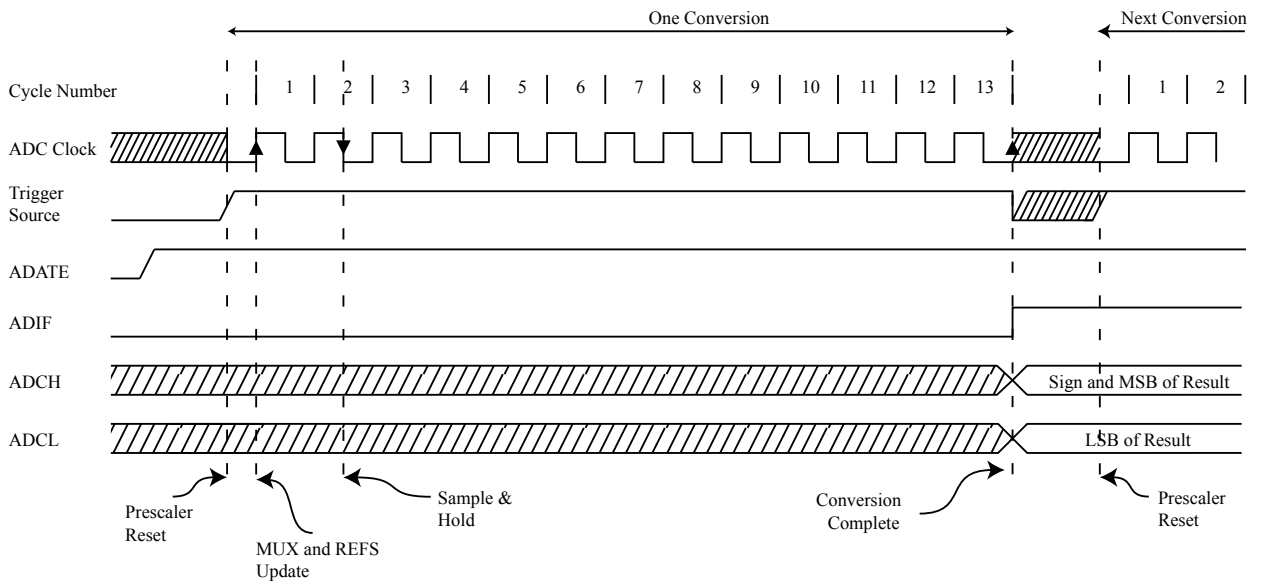 One Conversion
Next Conversion
Cycle Number
1 2 3 4 5 6 7 8 9 10 11 12 13 1 2
ADC Clock
Trigger
Source
ADATE
ADIF
ADCH
Sign and MSB of Result
ADCL
LSB of Result
Prescaler
Reset
MUX and REFS
Update
Sample &
Hold
Conversion
Complete
Prescaler
Reset